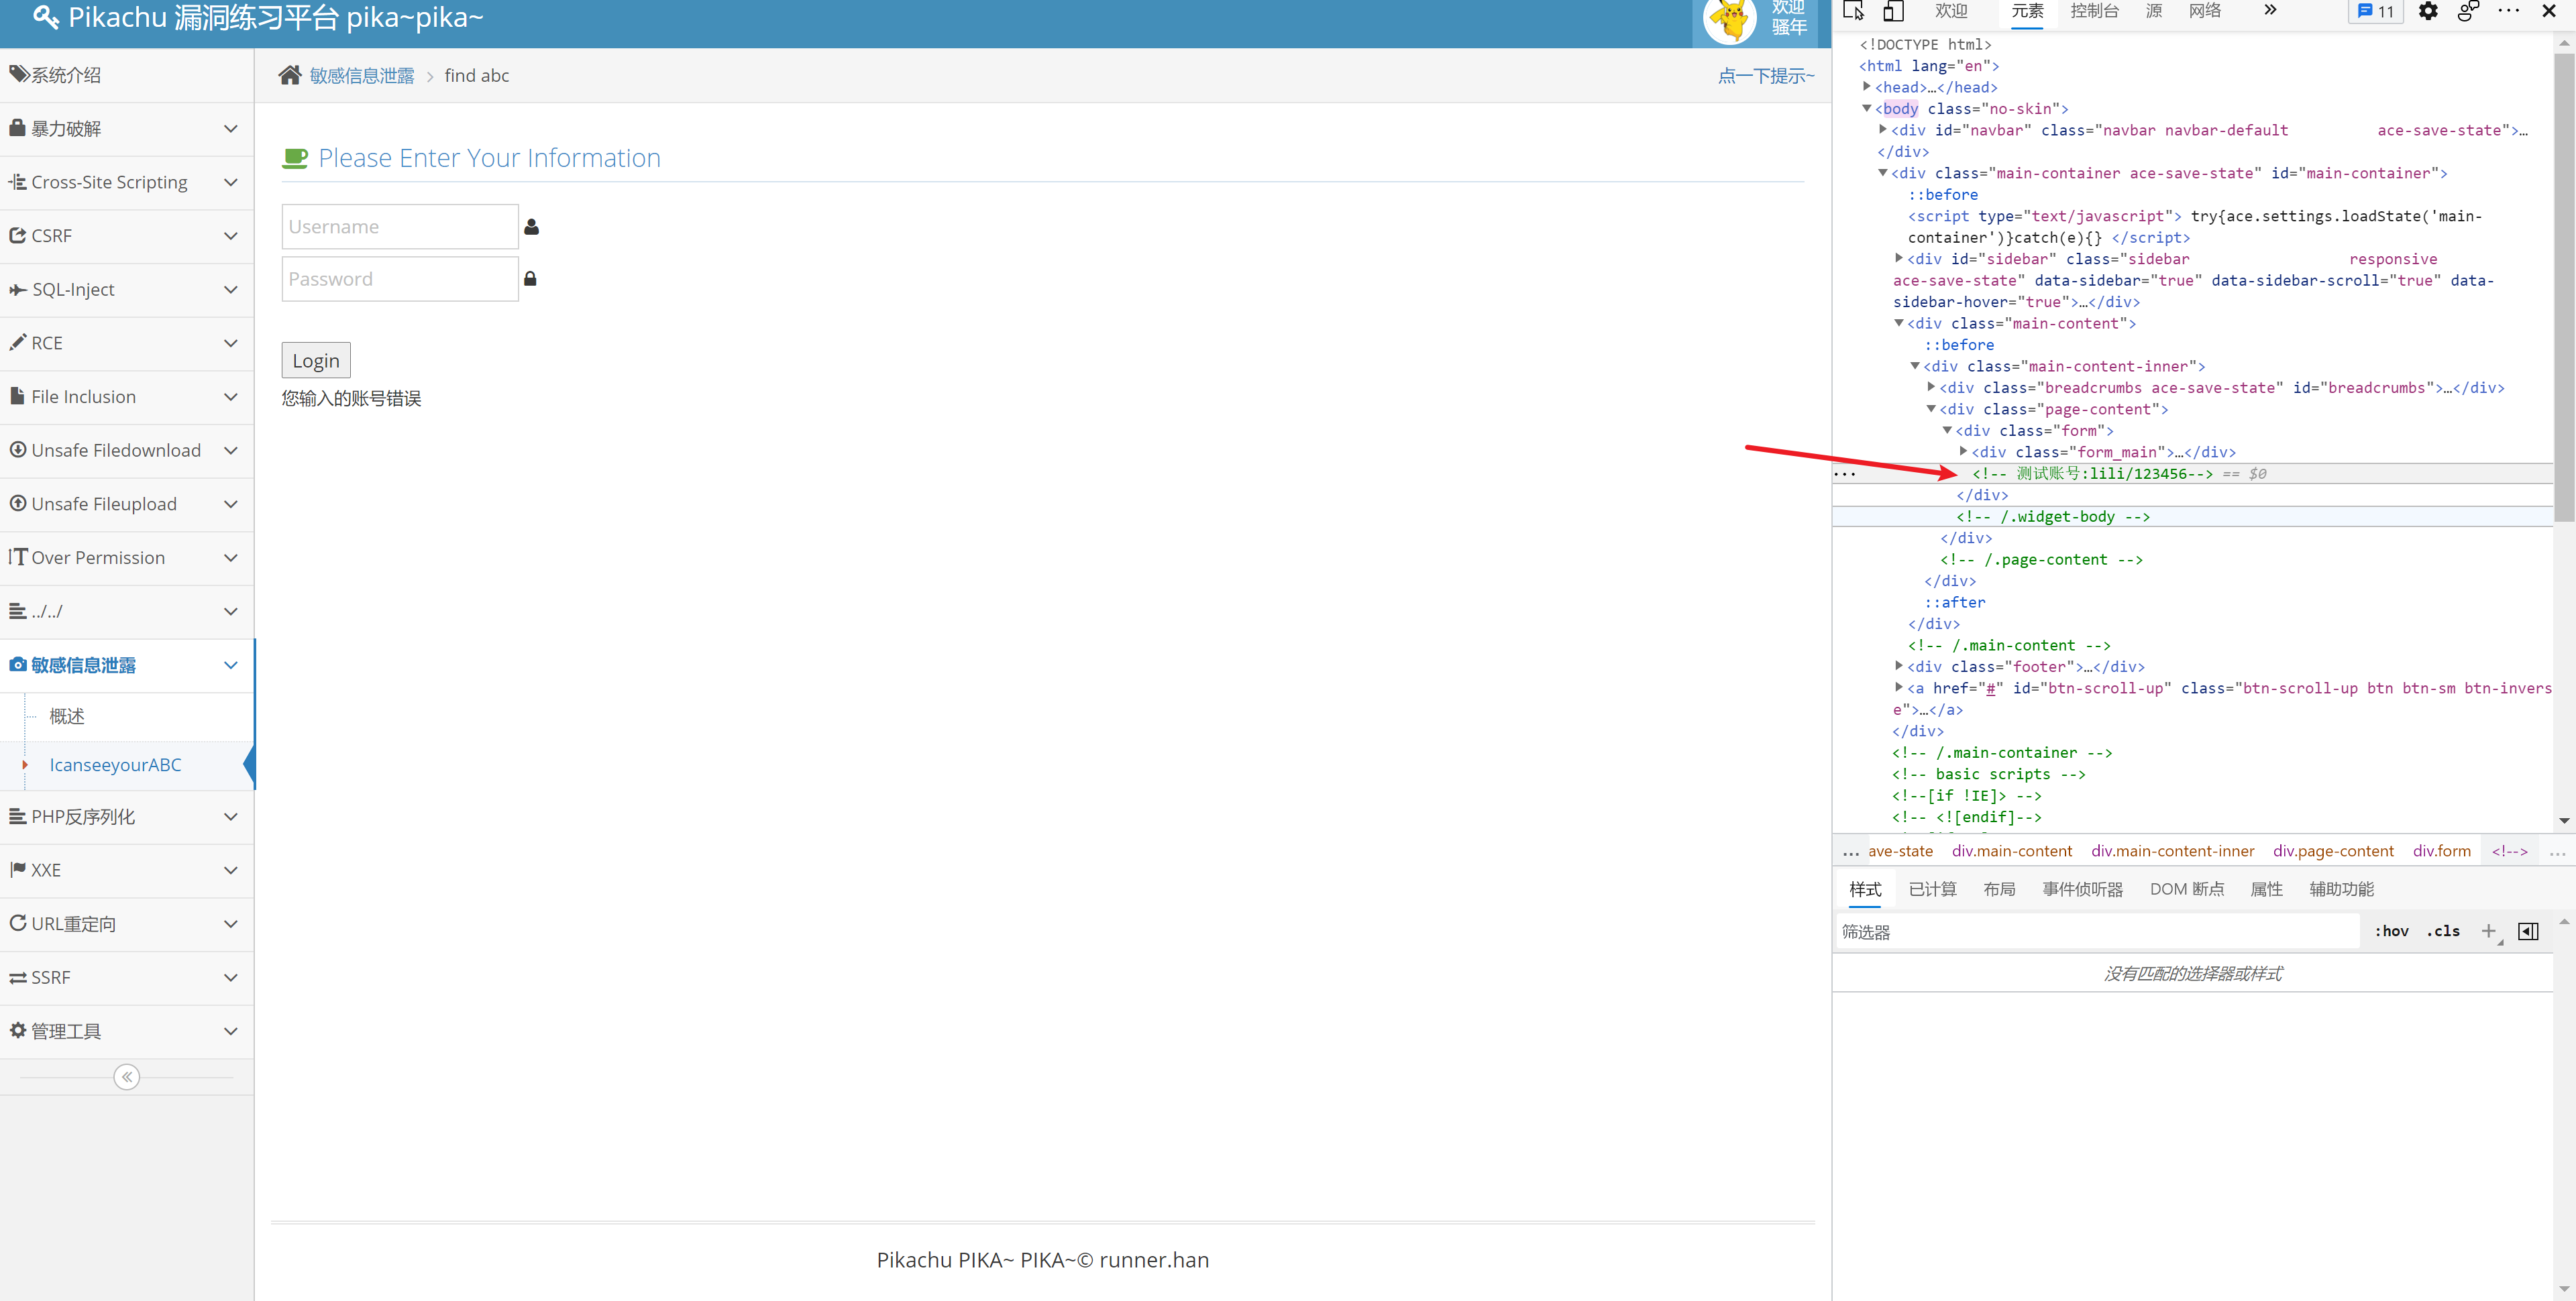 Pikachu 漏洞练习平台 pika~pika~
欢迎
骚年
系统介绍
暴力破解
Cross-Site Scripting
CSRF
SQL-Inject
RCE
File Inclusion
Unsafe Filedownload
Unsafe Fileupload
Over Permission
../../
敏感信息泄露
概述
IcanseeyourABC
PHP反序列化
XXE
URL重定向
SSRF
管理工具
敏感信息泄露 > find abc
点一下提示~
Please Enter Your Information
Username
Password
Login
您输入的账号错误
Pikachu PIKA~ PIKA~© runner.han
欢迎 元素 控制台 源 网络 » 11
<!DOCTYPE html>
<html lang="en">
<head>…</head>
<body class="no-skin">
<div id="navbar" class="navbar navbar-default ace-save-state">…
</div>
<div class="main-container ace-save-state" id="main-container">
::before
<script type="text/javascript"> try{ace.settings.loadState('main-
container')}catch(e){} </script>
<div id="sidebar" class="sidebar responsive
ace-save-state" data-sidebar="true" data-sidebar-scroll="true" data-
sidebar-hover="true">…</div>
<div class="main-content">
::before
<div class="main-content-inner">
<div class="breadcrumbs ace-save-state" id="breadcrumbs">…</div>
<div class="page-content">
<div class="form">
<div class="form_main">…</div>
<!-- 测试账号:lili/123456--> == $0
</div>
<!-- /.widget-body -->
</div>
<!-- /.page-content -->
</div>
::after
</div>
<!-- /.main-content -->
<div class="footer">…</div>
<a href="#" id="btn-scroll-up" class="btn-scroll-up btn btn-sm btn-invers
e">…</a>
</div>
<!-- /.main-container -->
<!-- basic scripts -->
<!--[if !IE]> -->
<!-- <![endif]-->
… ave-state div.main-content div.main-content-inner div.page-content div.form <!--> …
样式 已计算 布局 事件侦听器 DOM 断点 属性 辅助功能
筛选器 :hov .cls +
没有匹配的选择器或样式